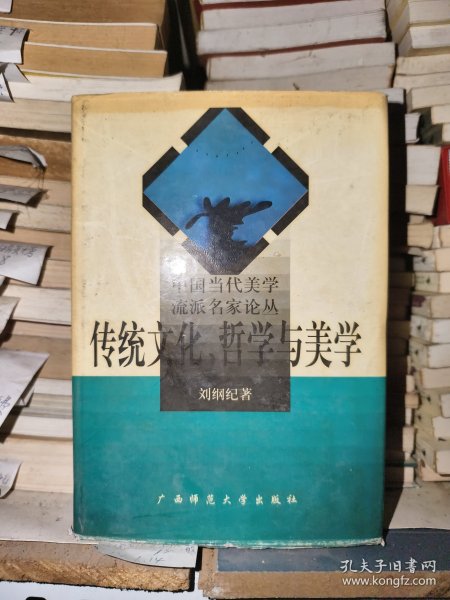 中国当代美学
流派名家论丛
传统文化、哲学与美学
刘纲纪著
广西师范大学出版社
孔夫子旧书网
www.kongfz.com